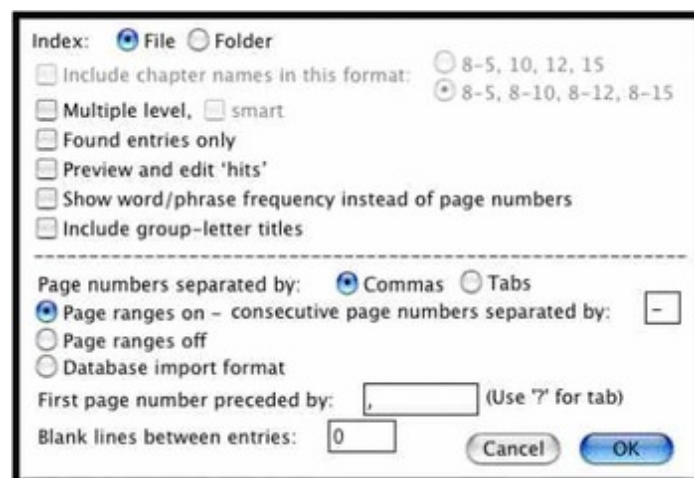 Index: File Folder
Include chapter names in this format: 8-5, 10, 12, 15
8-5, 8-10, 8-12, 8-15
Multiple level, smart
Found entries only
Preview and edit ‘hits’
Show word/phrase frequency instead of page numbers
Include group-letter titles
Page numbers separated by: Commas Tabs
Page ranges on - consecutive page numbers separated by: -
Page ranges off
Database import format
First page number preceded by: , (Use '?' for tab)
Blank lines between entries: 0
Cancel OK